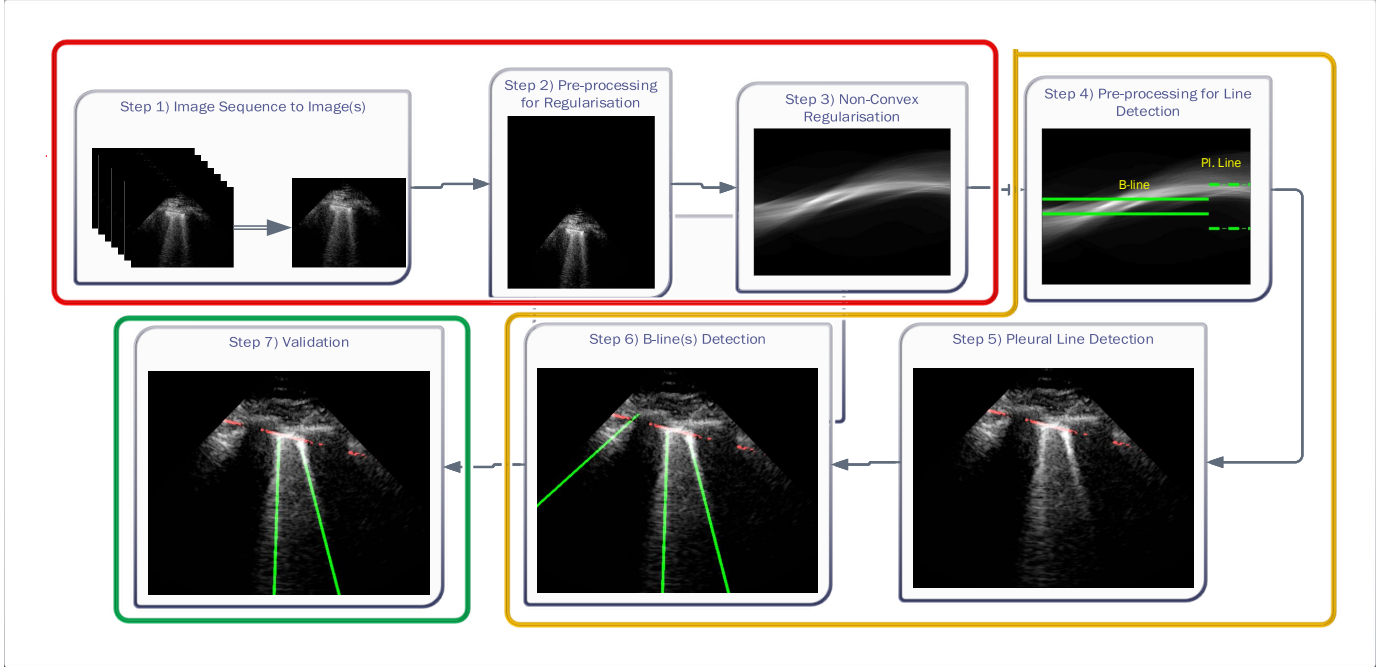 Step 1) Image Sequence to Image(s)
Step 2) Pre-processing
for Regularisation
Step 3) Non-Convex
Regularisation
Step 4) Pre-processing for Line
Detection
Pl. Line
B-line
Step 5) Pleural Line Detection
Step 6) B-line(s) Detection
Step 7) Validation